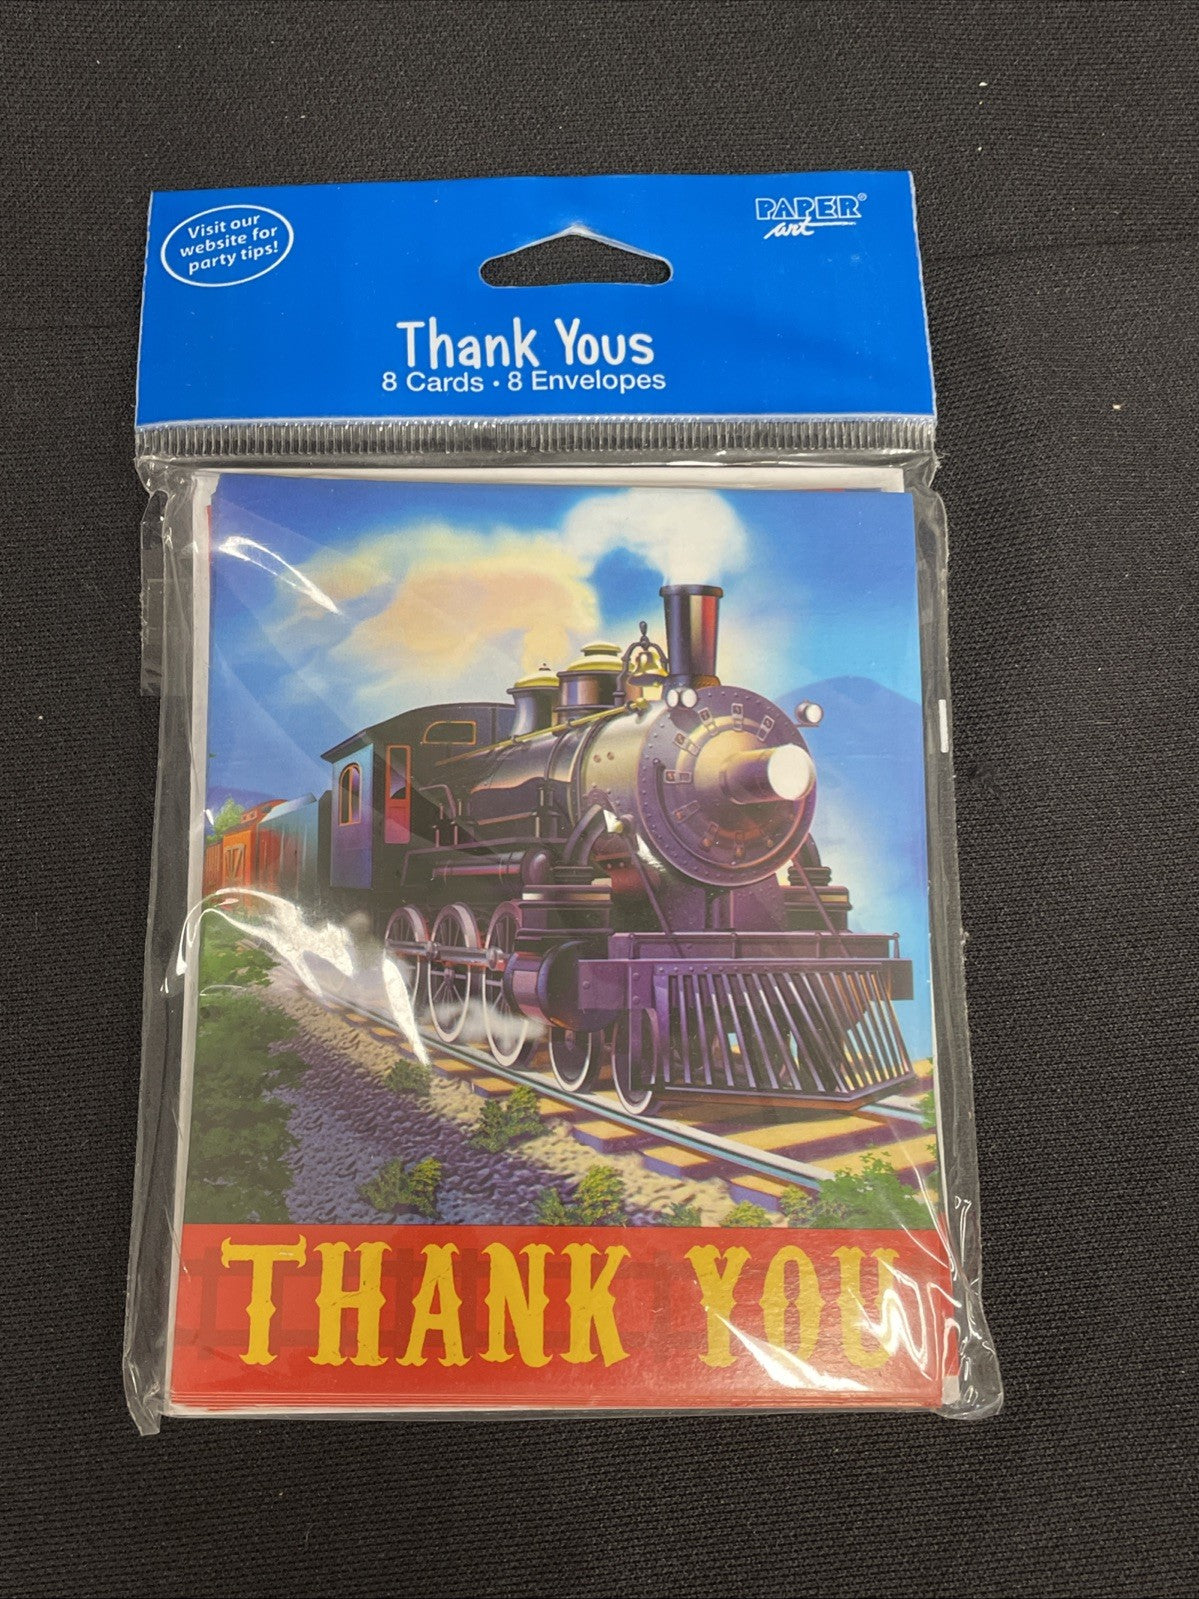 Visit our
website for
party tips!
PAPER®
art
Thank Yous
8 Cards • 8 Envelopes
THANK YOU